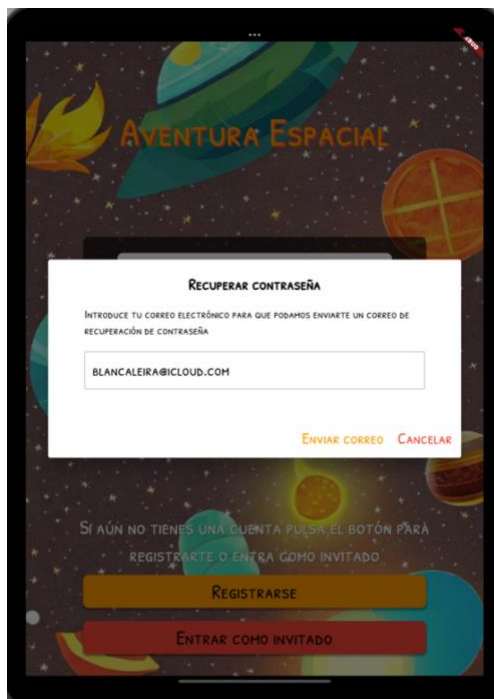 DEBUG
AVENTURA ESPACIAL
RECUPERAR CONTRASEÑA
INTRODUCE TU CORREO ELECTRÓNICO PARA QUE PODAMOS ENVIARTE UN CORREO DE
RECUPERACIÓN DE CONTRASEÑA
BLANCALEIRA@ICLOUD.COM
ENVIAR CORREO CANCELAR
SI AÚN NO TIENES UNA CUENTA PULSA EL BOTÓN PARA
REGISTRARTE O ENTRA COMO INVITADO
REGISTRARSE
ENTRAR COMO INVITADO